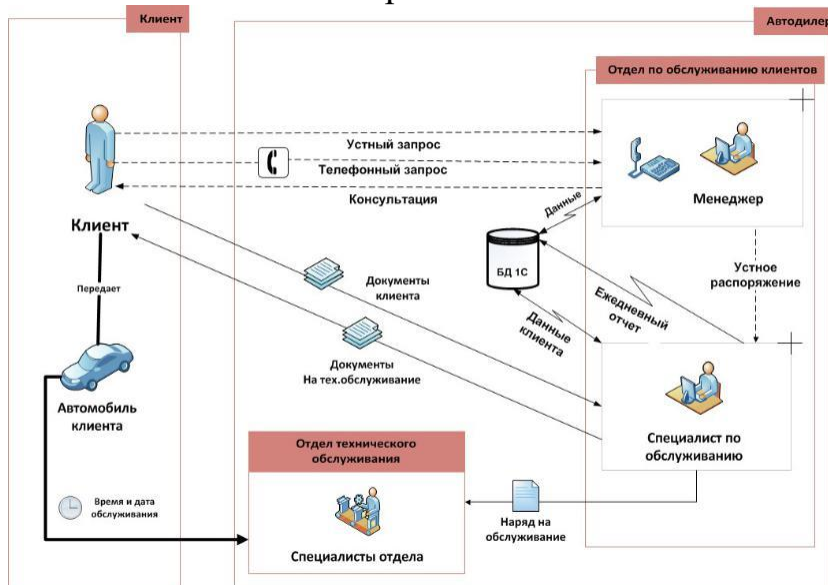 Клиент
Автодилер
Отдел по обслуживанию клиентов
Устный запрос
Телефонный запрос
Консультация
Менеджер
Клиент
Данные
БД 1С
Устное
распоряжение
Передает
Документы
клиента
Ежедневный
отчет
Данные
клиента
Документы
На тех.обслуживание
Автомобиль
клиента
Специалист по
обслуживанию
Отдел технического
обслуживания
Время и дата
обслуживания
Наряд на
обслуживание
Специалисты отдела